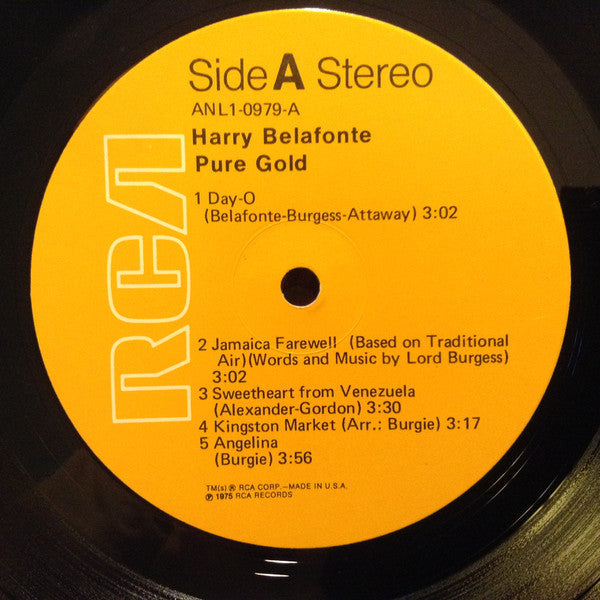 Side A Stereo
ANL1-0979-A
Harry Belafonte
Pure Gold
RCA
1 Day-O
(Belafonte-Burgess-Attaway) 3:02
2 Jamaica Farewell (Based on Traditional
Air)(Words and Music by Lord Burgess)
3:02
3 Sweetheart from Venezuela
(Alexander-Gordon) 3:30
4 Kingston Market (Arr.: Burgie) 3:17
5 Angelina
(Burgie) 3:56
TM(s) ® RCA CORP.—MADE IN U.S.A.
℗ 1975 RCA RECORDS